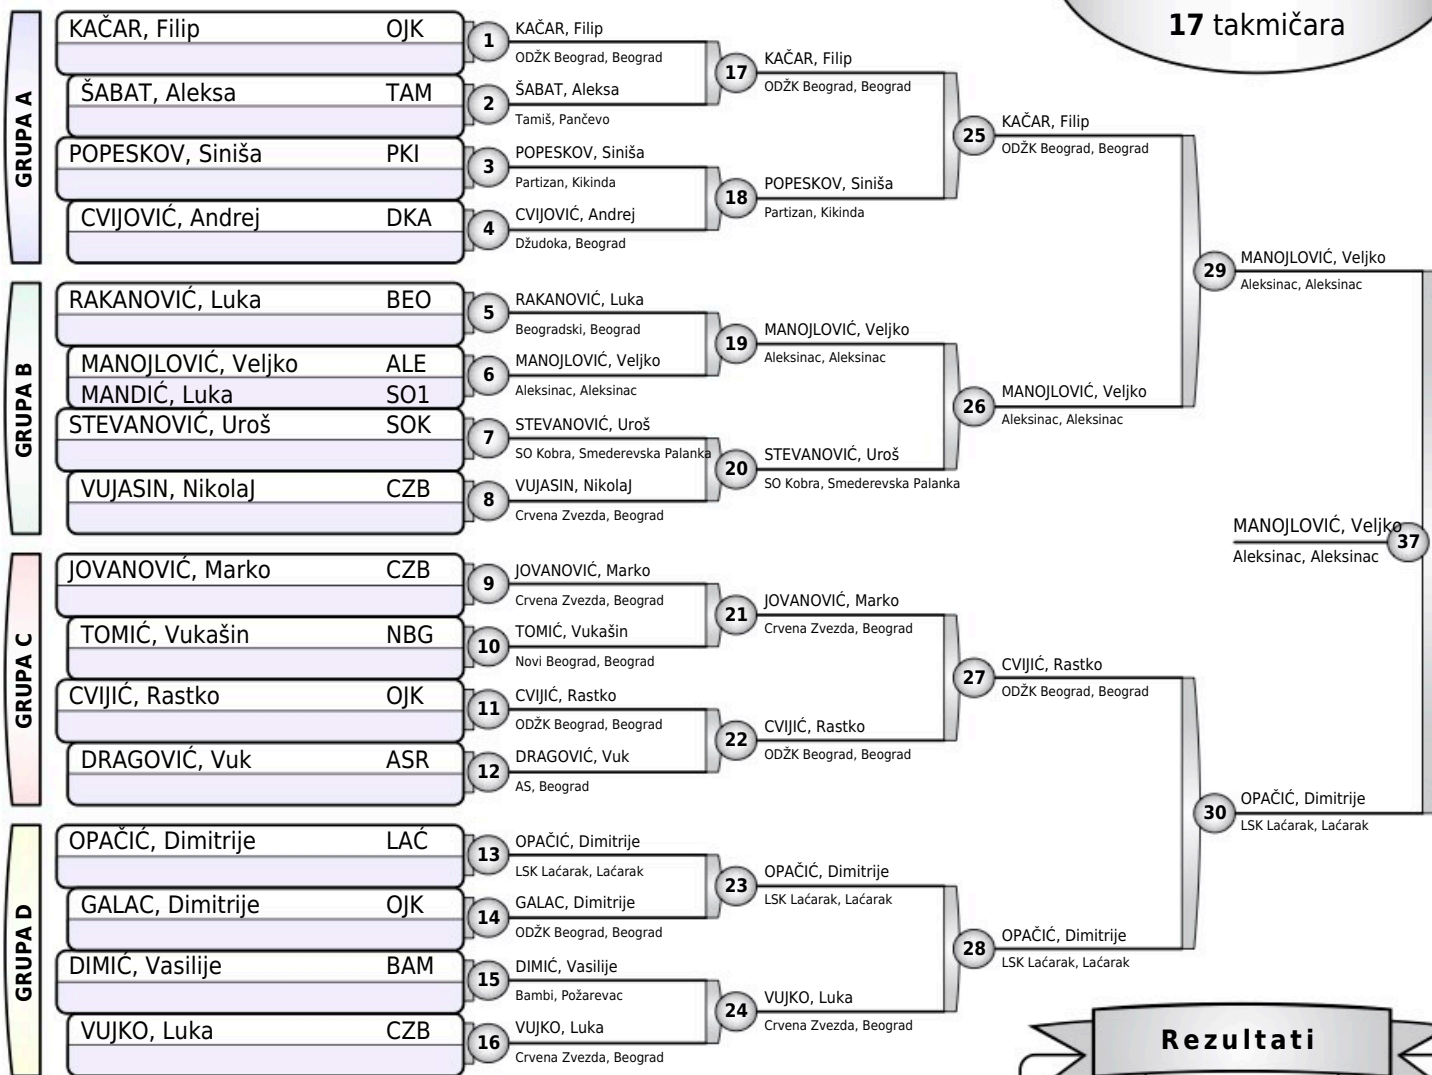 17 takmičara
GRUPA A
KAČAR, Filip OJK
ŠABAT, Aleksa TAM
POPESKOV, Siniša PKI
CVIJOVIĆ, Andrej DKA
GRUPA B
RAKANOVIĆ, Luka BEO
MANOJLOVIĆ, Veljko ALE
MANDIĆ, Luka SO1
STEVANOVIĆ, Uroš SOK
VUJASIN, NikolaJ CZB
GRUPA C
JOVANOVIĆ, Marko CZB
TOMIĆ, Vukašin NBG
CVIJIĆ, Rastko OJK
DRAGOVIĆ, Vuk ASR
GRUPA D
OPAČIĆ, Dimitrije LAĆ
GALAC, Dimitrije OJK
DIMIĆ, Vasilije BAM
VUJKO, Luka CZB
1 KAČAR, Filip
ODŽK Beograd, Beograd
2 ŠABAT, Aleksa
Tamiš, Pančevo
3 POPESKOV, Siniša
Partizan, Kikinda
4 CVIJOVIĆ, Andrej
Džudoka, Beograd
5 RAKANOVIĆ, Luka
Beogradski, Beograd
6 MANOJLOVIĆ, Veljko
Aleksinac, Aleksinac
7 STEVANOVIĆ, Uroš
SO Kobra, Smederevska Palanka
8 VUJASIN, NikolaJ
Crvena Zvezda, Beograd
9 JOVANOVIĆ, Marko
Crvena Zvezda, Beograd
10 TOMIĆ, Vukašin
Novi Beograd, Beograd
11 CVIJIĆ, Rastko
ODŽK Beograd, Beograd
12 DRAGOVIĆ, Vuk
AS, Beograd
13 OPAČIĆ, Dimitrije
LSK Laćarak, Laćarak
14 GALAC, Dimitrije
ODŽK Beograd, Beograd
15 DIMIĆ, Vasilije
Bambi, Požarevac
16 VUJKO, Luka
Crvena Zvezda, Beograd
17 KAČAR, Filip
ODŽK Beograd, Beograd
18 POPESKOV, Siniša
Partizan, Kikinda
19 MANOJLOVIĆ, Veljko
Aleksinac, Aleksinac
20 STEVANOVIĆ, Uroš
SO Kobra, Smederevska Palanka
21 JOVANOVIĆ, Marko
Crvena Zvezda, Beograd
22 CVIJIĆ, Rastko
ODŽK Beograd, Beograd
23 OPAČIĆ, Dimitrije
LSK Laćarak, Laćarak
24 VUJKO, Luka
Crvena Zvezda, Beograd
25 KAČAR, Filip
ODŽK Beograd, Beograd
26 MANOJLOVIĆ, Veljko
Aleksinac, Aleksinac
27 CVIJIĆ, Rastko
ODŽK Beograd, Beograd
28 OPAČIĆ, Dimitrije
LSK Laćarak, Laćarak
29 MANOJLOVIĆ, Veljko
Aleksinac, Aleksinac
30 OPAČIĆ, Dimitrije
LSK Laćarak, Laćarak
MANOJLOVIĆ, Veljko 37
Aleksinac, Aleksinac
Rezultati